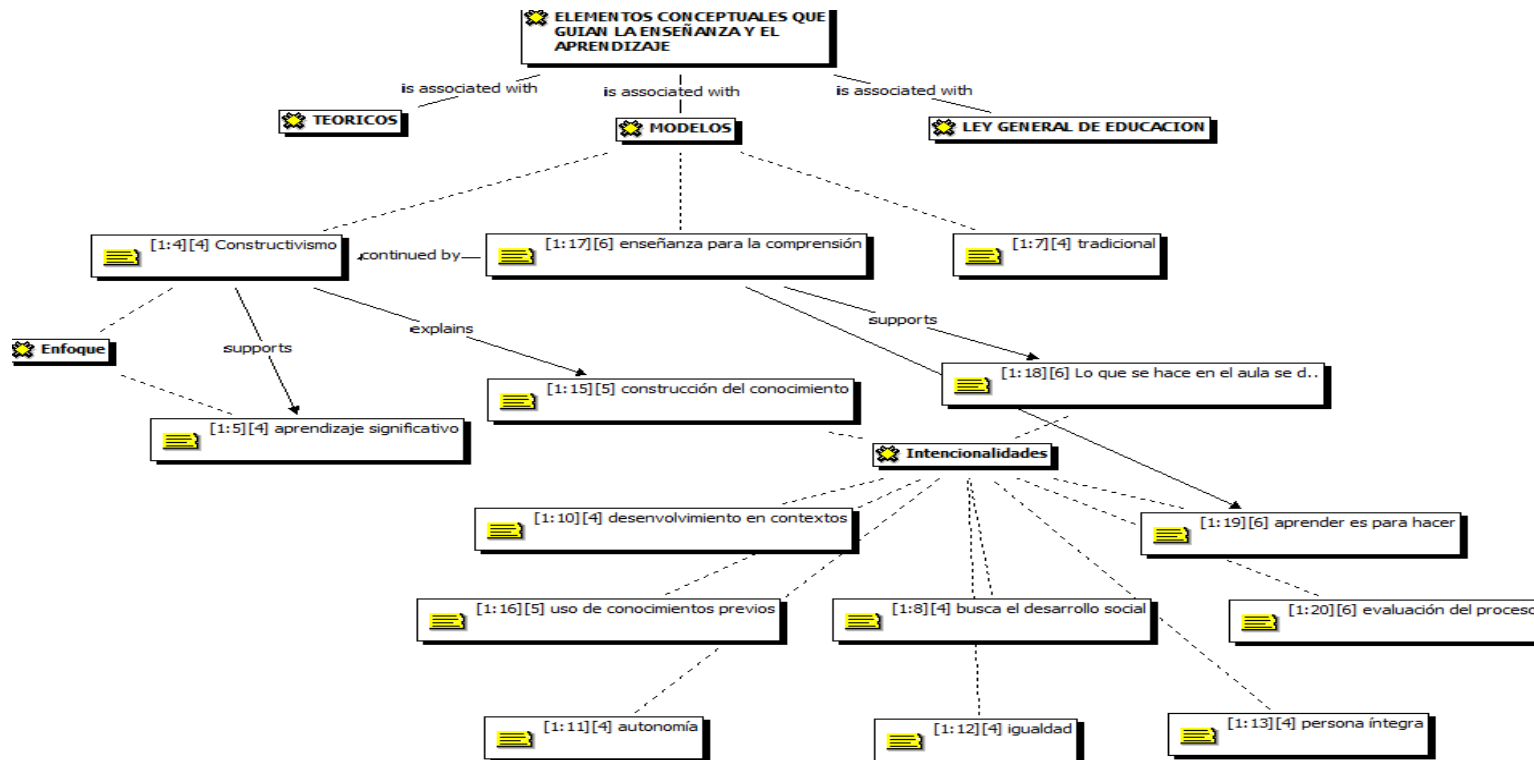 ELEMENTOS CONCEPTUALES QUE
GUIAN LA ENSEÑANZA Y EL
APRENDIZAJE
is associated with
is associated with
is associated with
TEORICOS
MODELOS
LEY GENERAL DE EDUCACION
[1:4][4] Constructivismo
continued by
[1:17][6] enseñanza para la comprensión
[1:7][4] tradicional
explains
supports
supports
Enfoque
[1:18][6] Lo que se hace en el aula se d..
[1:15][5] construcción del conocimiento
[1:5][4] aprendizaje significativo
Intencionalidades
[1:10][4] desenvolvimiento en contextos
[1:19][6] aprender es para hacer
[1:16][5] uso de conocimientos previos
[1:8][4] busca el desarrollo social
[1:20][6] evaluación del proceso
[1:11][4] autonomía
[1:12][4] igualdad
[1:13][4] persona íntegra